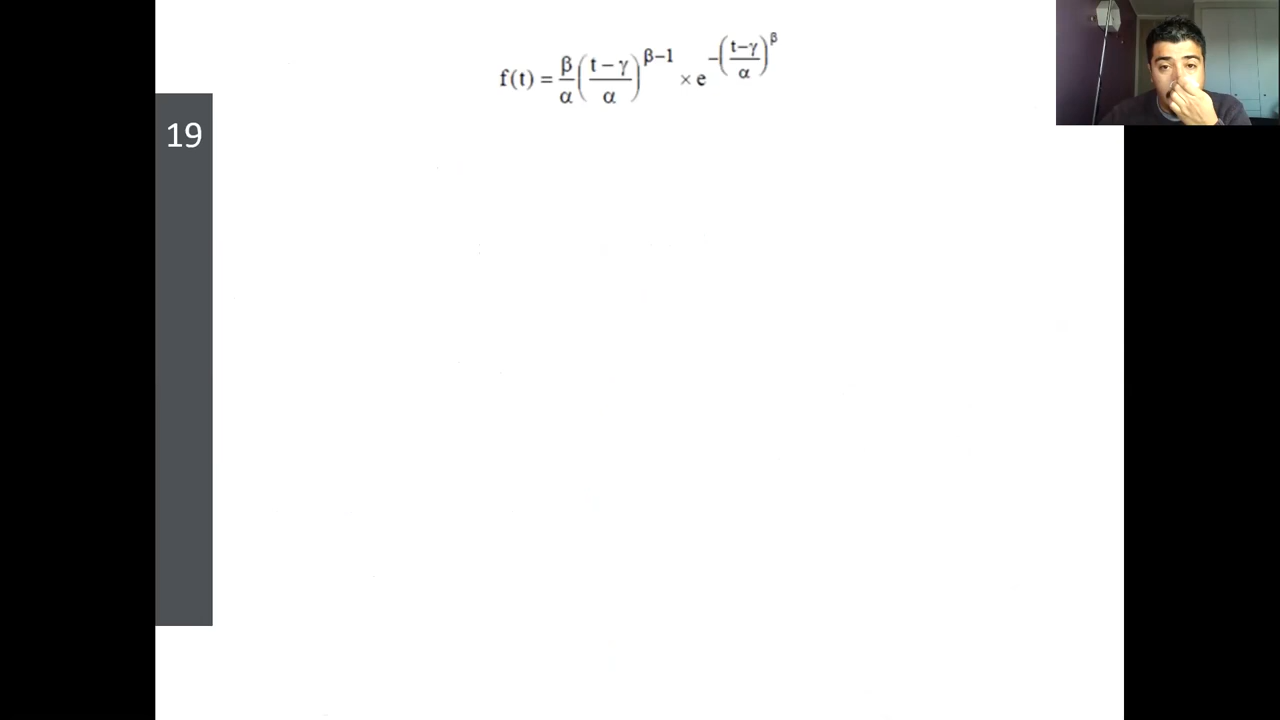 f(t) = β/α ((t−γ)/α)^(β−1) × e^(−((t−γ)/α)^β)
19